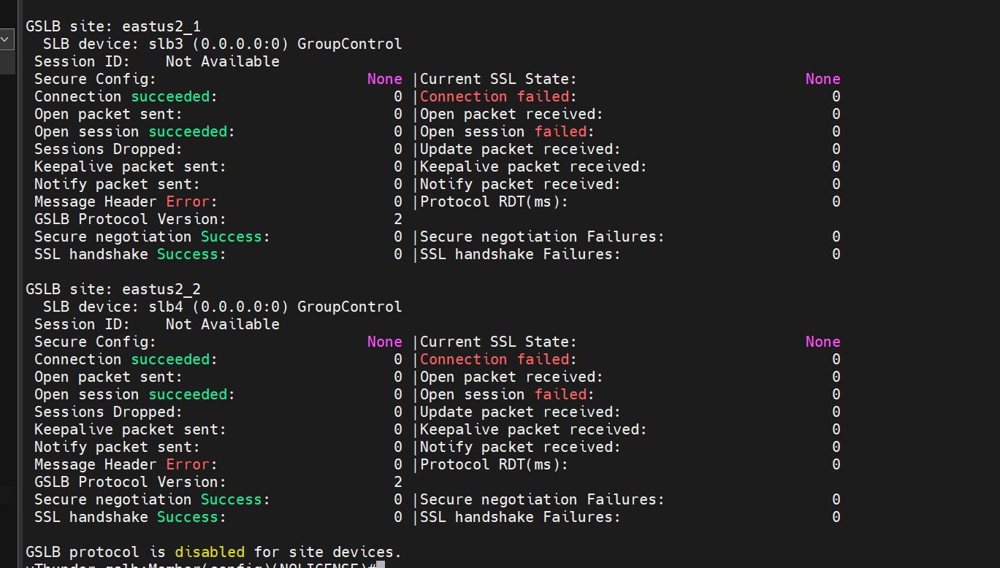 GSLB site: eastus2_1
SLB device: slb3 (0.0.0.0:0) GroupControl
Session ID: Not Available
Secure Config: None |Current SSL State: None
Connection succeeded: 0 |Connection failed: 0
Open packet sent: 0 |Open packet received: 0
Open session succeeded: 0 |Open session failed: 0
Sessions Dropped: 0 |Update packet received: 0
Keepalive packet sent: 0 |Keepalive packet received: 0
Notify packet sent: 0 |Notify packet received: 0
Message Header Error: 0 |Protocol RDT(ms): 0
GSLB Protocol Version: 2
Secure negotiation Success: 0 |Secure negotiation Failures: 0
SSL handshake Success: 0 |SSL handshake Failures: 0
GSLB site: eastus2_2
SLB device: slb4 (0.0.0.0:0) GroupControl
Session ID: Not Available
Secure Config: None |Current SSL State: None
Connection succeeded: 0 |Connection failed: 0
Open packet sent: 0 |Open packet received: 0
Open session succeeded: 0 |Open session failed: 0
Sessions Dropped: 0 |Update packet received: 0
Keepalive packet sent: 0 |Keepalive packet received: 0
Notify packet sent: 0 |Notify packet received: 0
Message Header Error: 0 |Protocol RDT(ms): 0
GSLB Protocol Version: 2
Secure negotiation Success: 0 |Secure negotiation Failures: 0
SSL handshake Success: 0 |SSL handshake Failures: 0
GSLB protocol is disabled for site devices.
vThunder-gslb:Member(config)(NOLICENSE)#